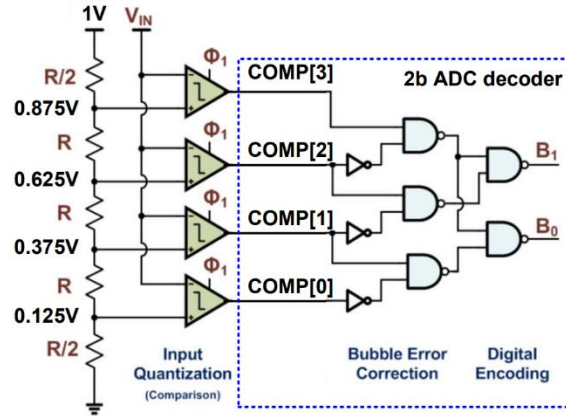 1V
V_IN
R/2
0.875V
R
0.625V
R
0.375V
R
0.125V
R/2
Φ1
Φ1
Φ1
Φ1
-
+
-
+
-
+
-
+
COMP[3]
COMP[2]
COMP[1]
COMP[0]
2b ADC decoder
B1
B0
Input
Quantization
(Comparison)
Bubble Error
Correction
Digital
Encoding